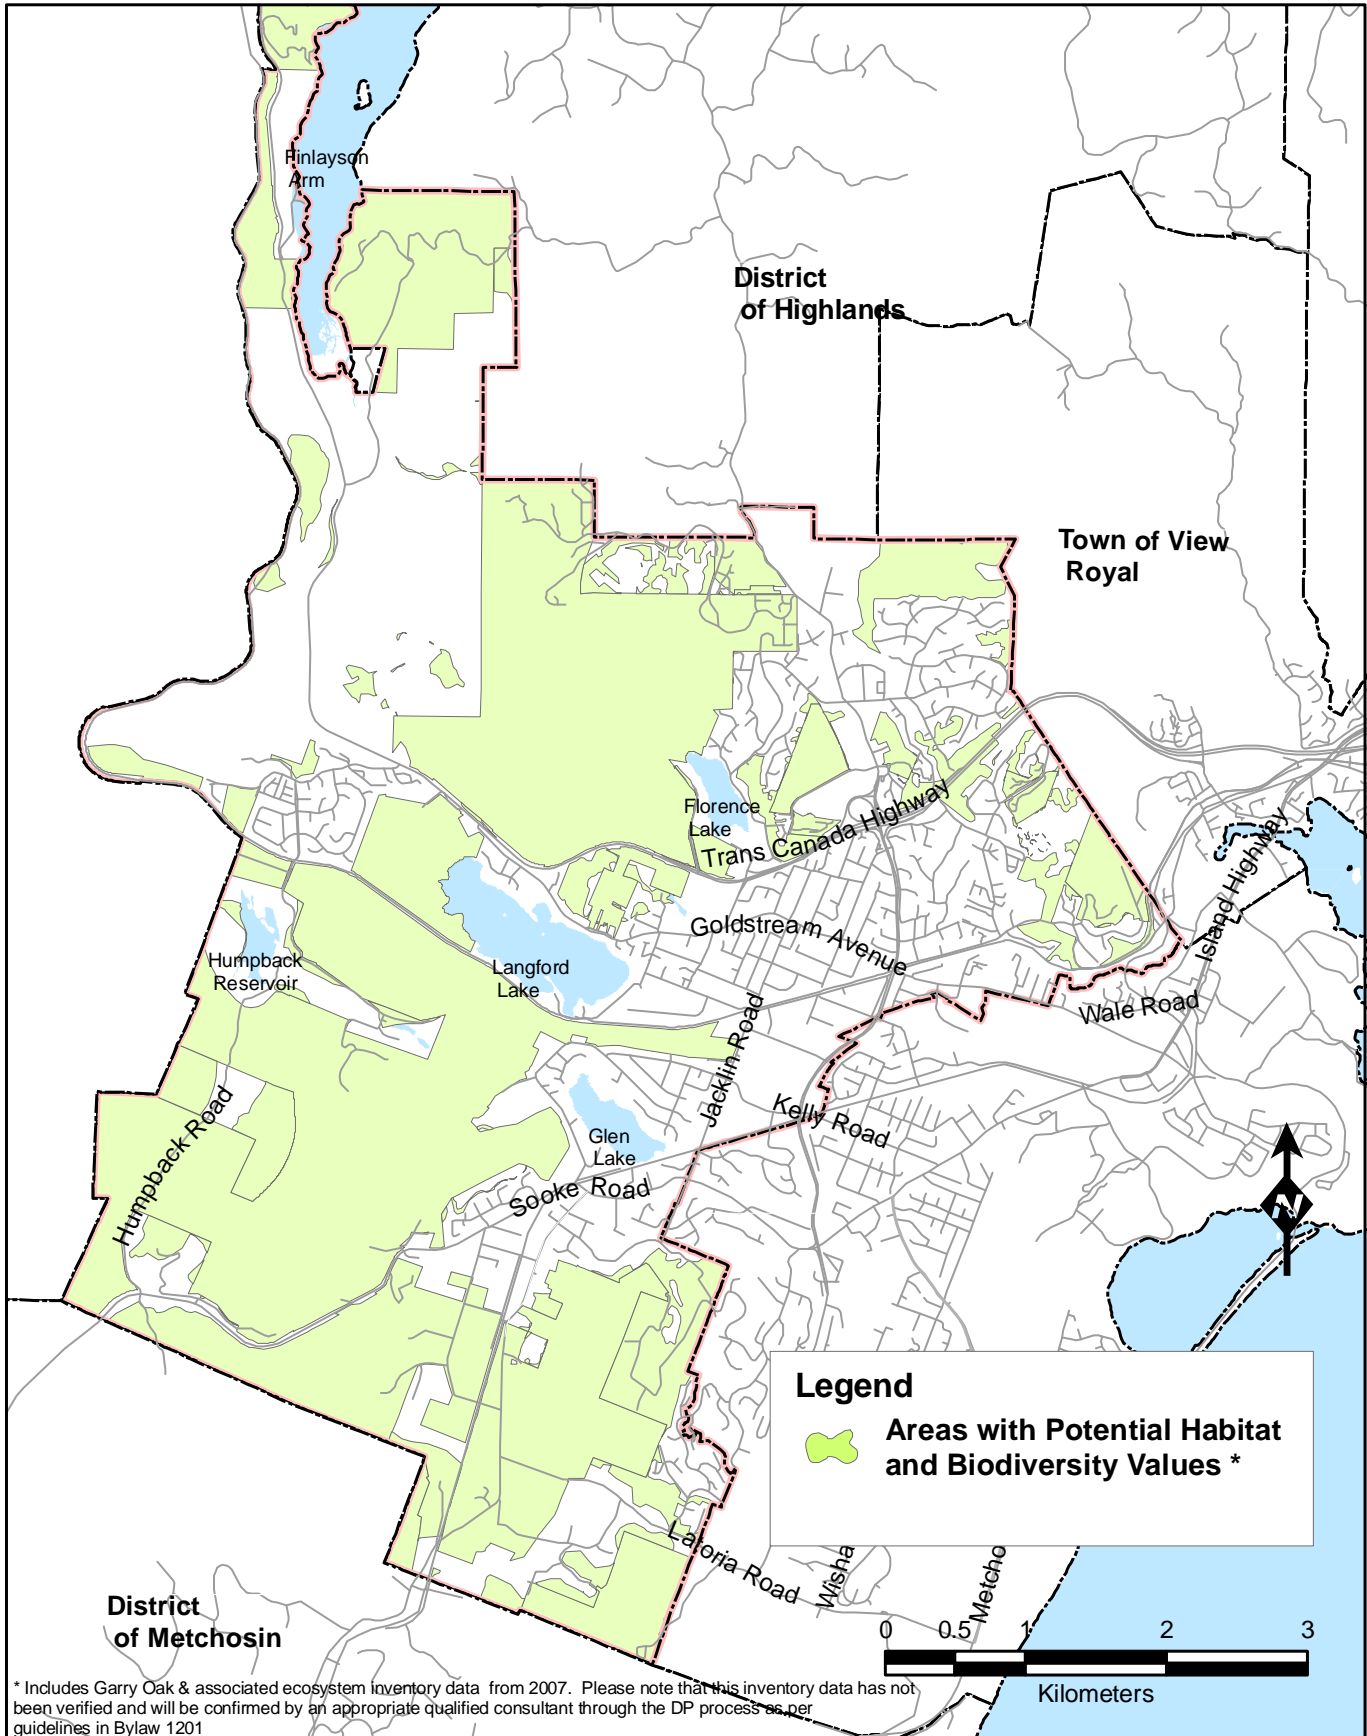 Finlayson
Arm
District
of Highlands
Town of View
Royal
Florence
Lake
Trans Canada Highway
Island Highway
Goldstream Avenue
Humpback
Reservoir
Langford
Lake
Wale Road
Jacklin Road
Kelly Road
Humpback Road
Glen
Lake
Sooke Road
N
Legend
Areas with Potential Habitat
and Biodiversity Values *
Latoria Road
Wisha
Metcho
District
of Metchosin
0 0.5 1 2 3
Kilometers
* Includes Garry Oak & associated ecosystem inventory data from 2007. Please note that this inventory data has not
been verified and will be confirmed by an appropriate qualified consultant through the DP process as per
guidelines in Bylaw 1201